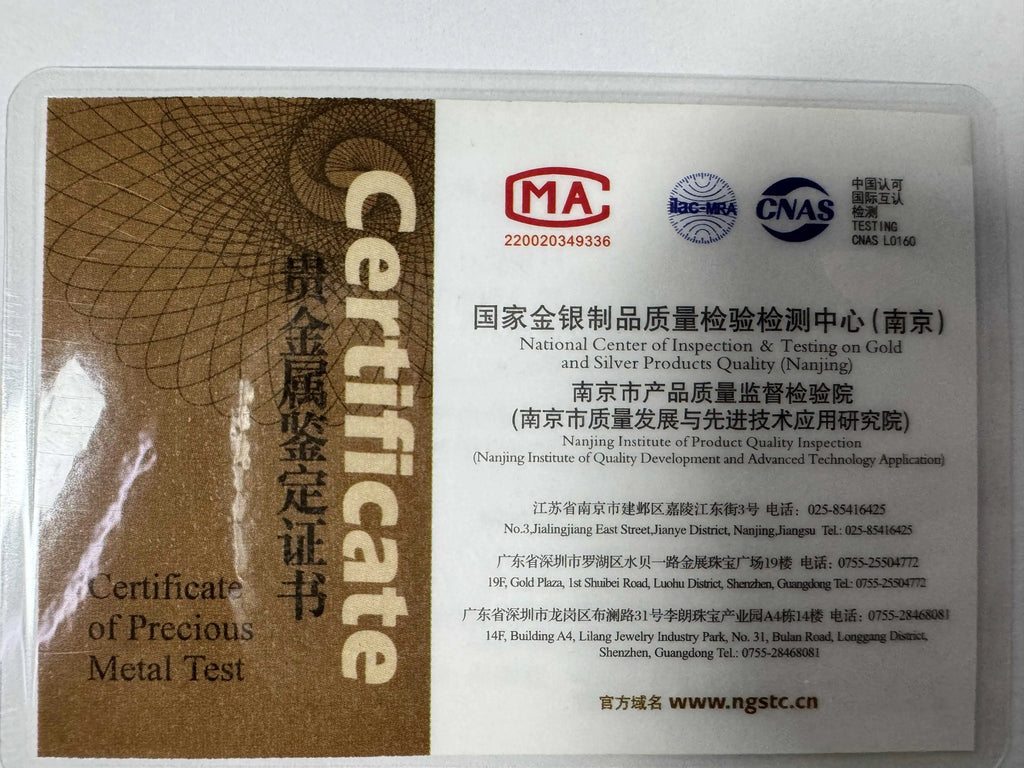 Certificate
贵金属鉴定证书
Certificate
of Precious
Metal Test
MA
220020349336
ilac-MRA
CNAS
中国认可
国际互认
检测
TESTING
CNAS L0160
国家金银制品质量检验检测中心(南京)
National Center of Inspection & Testing on Gold
and Silver Products Quality (Nanjing)
南京市产品质量监督检验院
(南京市质量发展与先进技术应用研究院)
Nanjing Institute of Product Quality Inspection
(Nanjing Institute of Quality Development and Advanced Technology Application)
江苏省南京市建邺区嘉陵江东街3号 电话：025-85416425
No.3,Jialingjiang East Street,Jianye District, Nanjing,Jiangsu Tel.: 025-85416425
广东省深圳市罗湖区水贝一路金展珠宝广场19楼 电话：0755-25504772
19F, Gold Plaza, 1st Shuibei Road, Luohu District, Shenzhen, Guangdong Tel.: 0755-25504772
广东省深圳市龙岗区布澜路31号李朗珠宝产业园A4栋14楼 电话：0755-28468081
14F, Building A4, Lilang Jewelry Industry Park, No. 31, Bulan Road, Longgang District,
Shenzhen, Guangdong Tel.: 0755-28468081
官方域名 www.ngstc.cn